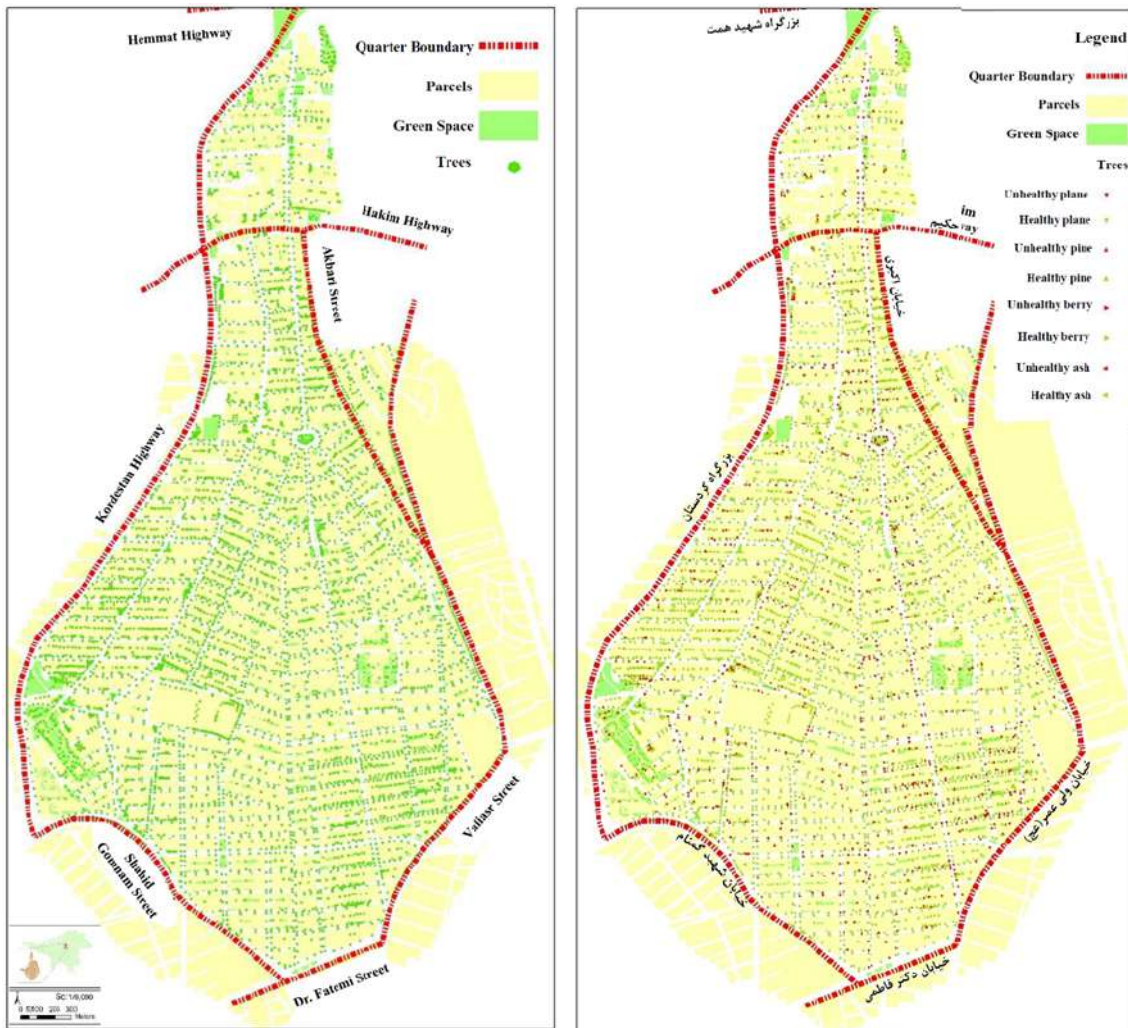 Hemmat Highway
Quarter Boundary
Parcels
Green Space
Trees
Hakim Highway
Akbari Street
Kordestan Highway
Valiasr Street
Shahid
Gomnam Street
Dr. Fatemi Street
Sc: 1/8,000
Meters
بزرگراه شهید همت
Legend
Quarter Boundary
Parcels
Green Space
Trees
Unhealthy plane
Healthy plane
Unhealthy pine
Healthy pine
Unhealthy berry
Healthy berry
Unhealthy ash
Healthy ash
im
way
حکیم
خیابان اکبری
بزرگراه کردستان
خیابان ولی عصر (عج)
خیابان شهید گمنام
خیابان دکتر فاطمی